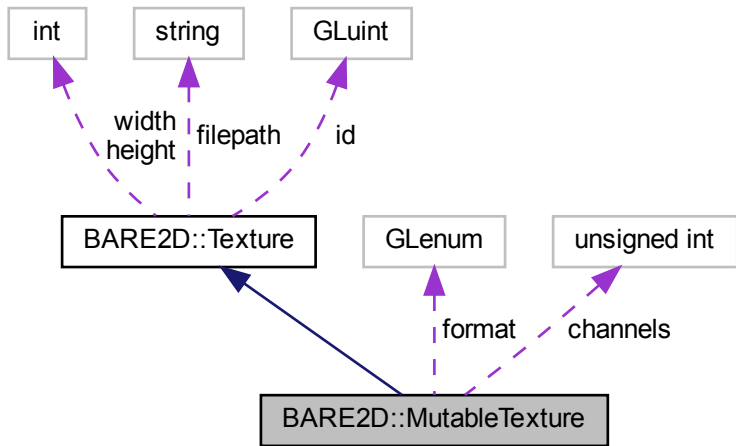 int
string
GLuint
width
height
filepath
id
BARE2D::Texture
GLenum
unsigned int
format
channels
BARE2D::MutableTexture